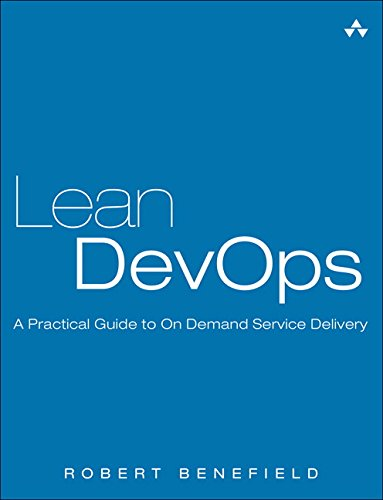 Lean
DevOps
A Practical Guide to On Demand Service Delivery
ROBERT BENEFIELD